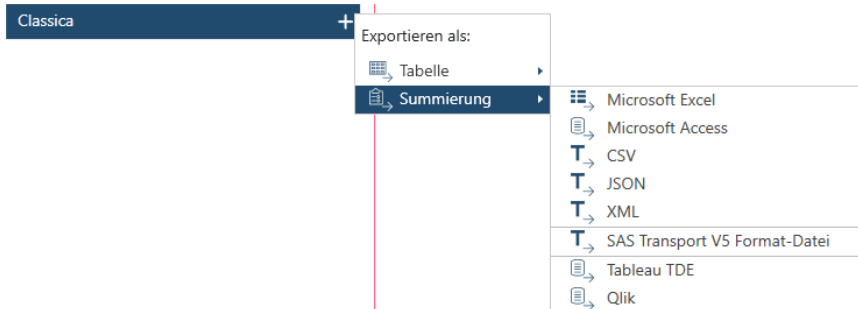 Classica
Exportieren als:
Tabelle
Summierung
Microsoft Excel
Microsoft Access
CSV
JSON
XML
SAS Transport V5 Format-Datei
Tableau TDE
Qlik